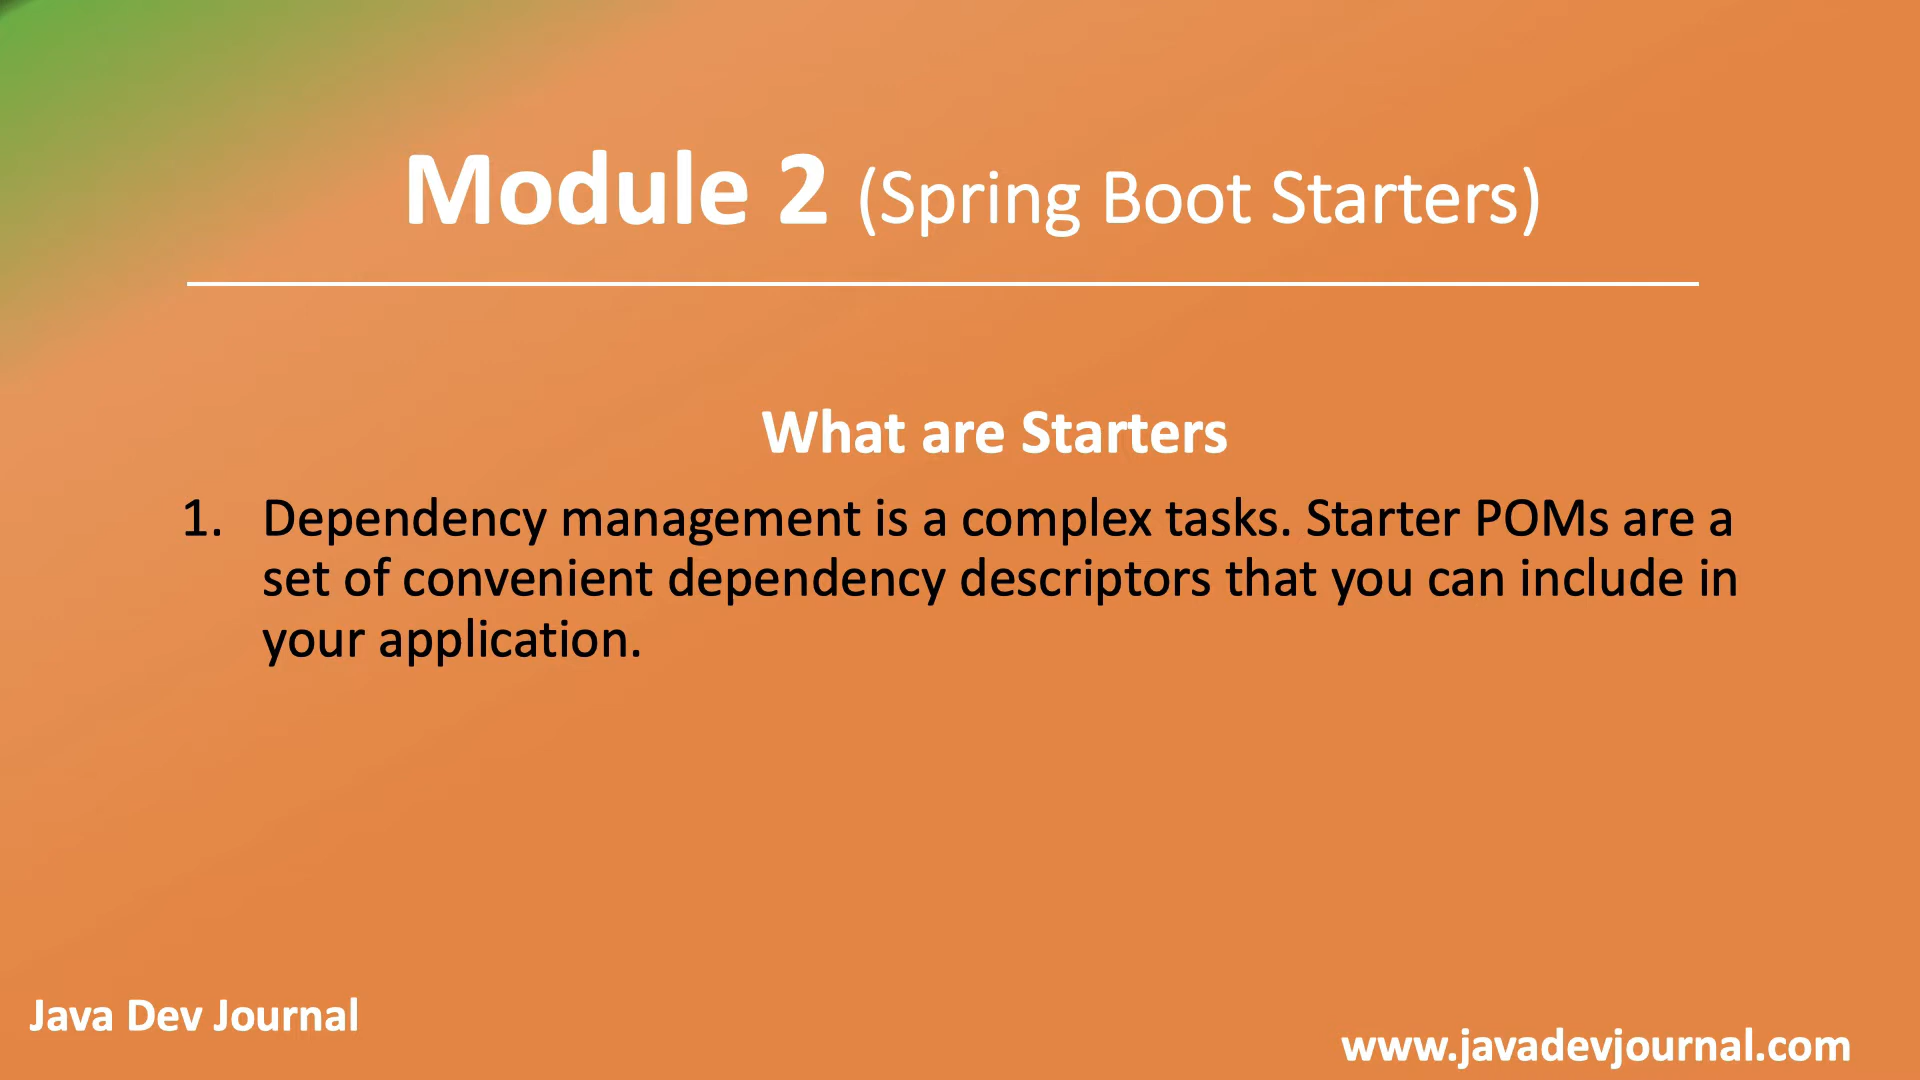 Module 2 (Spring Boot Starters)
What are Starters
1. Dependency management is a complex tasks. Starter POMs are a
set of convenient dependency descriptors that you can include in
your application.
Java Dev Journal
www.javadevjournal.com